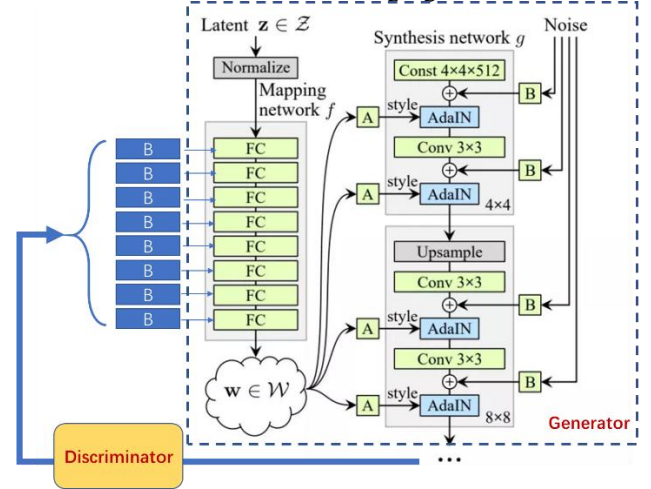 Latent z ∈ Z
Normalize
Mapping
network f
FC
FC
FC
FC
FC
FC
FC
FC
w ∈ W
B
B
B
B
B
B
B
B
Synthesis network g
Noise
Const 4×4×512
B
A
style
AdaIN
Conv 3×3
B
A
style
AdaIN
4×4
Upsample
Conv 3×3
B
A
style
AdaIN
Conv 3×3
B
A
style
AdaIN
8×8
Generator
Discriminator
...